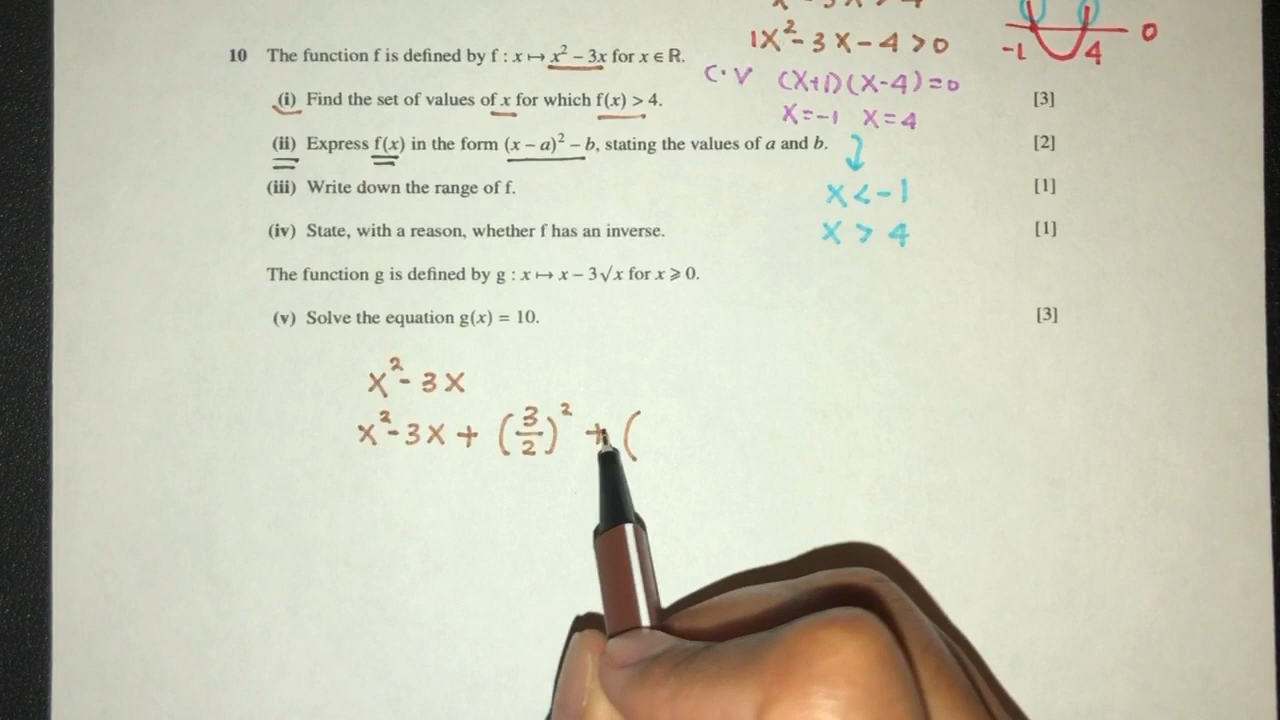 10 The function f is defined by f : x ↦ x² – 3x for x ∈ R.
(i) Find the set of values of x for which f(x) > 4. [3]
(ii) Express f(x) in the form (x – a)² – b, stating the values of a and b. [2]
(iii) Write down the range of f. [1]
(iv) State, with a reason, whether f has an inverse. [1]
The function g is defined by g : x ↦ x – 3√x for x ⩾ 0.
(v) Solve the equation g(x) = 10. [3]
1x² - 3x - 4 > 0
C.V (x+1)(x-4) = 0
x = -1 x = 4
x < -1
x > 4
-1 4 0
x² - 3x
x² - 3x + (3/2)² + (